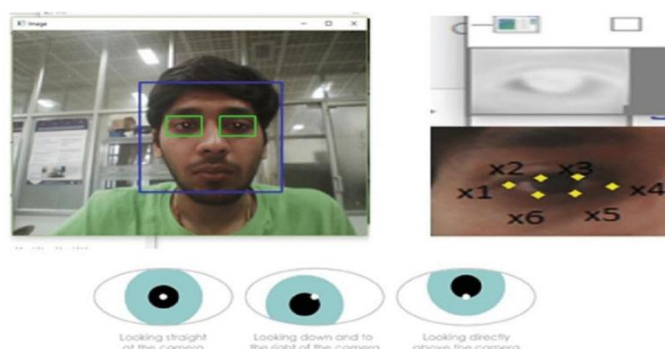 Image
x2
x3
x1
x4
x6
x5
Looking straight
at the camera
Looking down and to
the right of the camera
Looking directly
above the camera